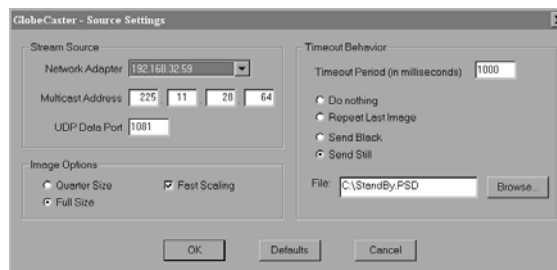 GlobeCaster - Source Settings
Stream Source
Network Adapter 192.168.32.59
Multicast Address 225 . 11 . 28 . 64
UDP Data Port 1081
Image Options
Quarter Size Fast Scaling
Full Size
Timeout Behavior
Timeout Period (in milliseconds) 1000
Do nothing
Repeat Last Image
Send Black
Send Still
File: C:\StandBy.PSD Browse...
OK Defaults Cancel